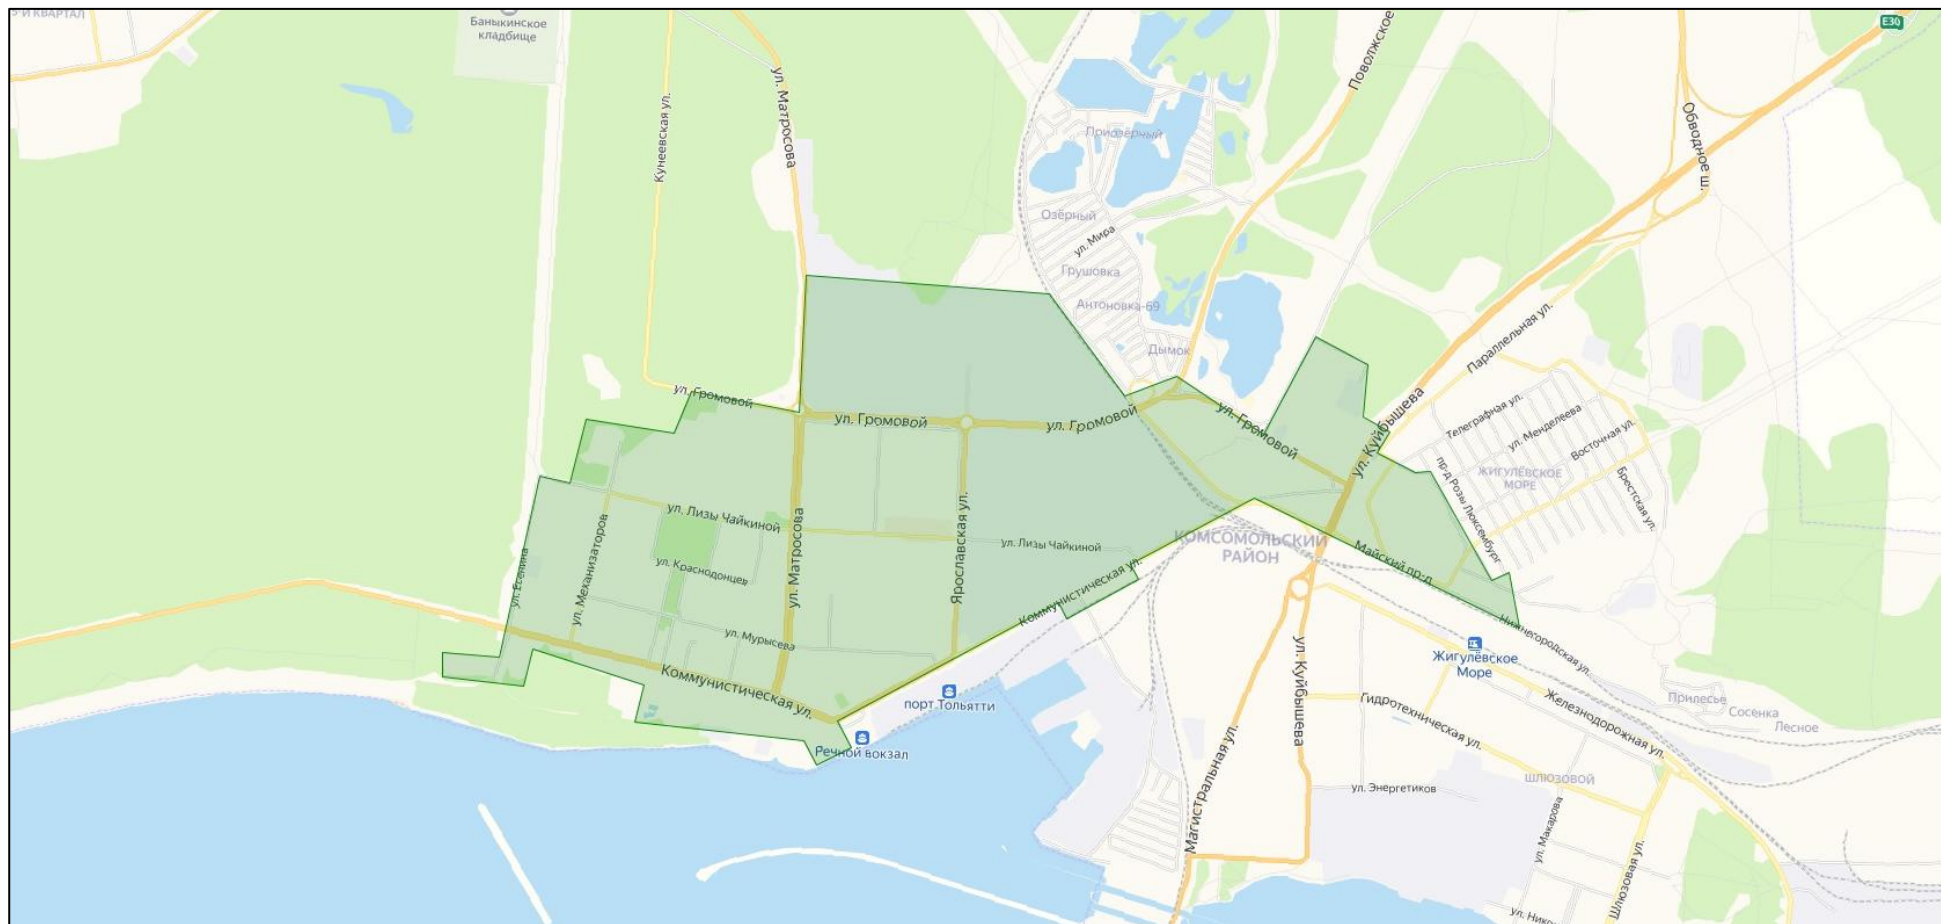 3-Й КВАРТАЛ
Баныкинское
кладбище
E30
ул. Матросова
Кунеевская ул.
Поволжское
Обводное ш.
Приозёрный
Озёрный
ул. Мира
Грушовка
Антоновка-69
Дымок
Параллельная ул.
ул. Громовой
ул. Громовой
ул. Громовой
ул. Громовой
ул. Куйбышева
Телеграфная ул.
ул. Менделеева
Восточная ул.
ЖИГУЛЁВСКОЕ
МОРЕ
Брестская ул.
пр-д Розы Люксембург
ул. Лизы Чайкиной
ул. Матросова
Ярославская ул.
ул. Лизы Чайкиной
ул. Механизаторов
ул. Есенина
ул. Краснодонцев
КОМСОМОЛЬСКИЙ
РАЙОН
Майский пр-д
Коммунистическая ул.
ул. Мурысева
Нижнегородская ул.
Жигулёвское
Море
Коммунистическая ул.
порт Тольятти
Речной вокзал
ул. Куйбышева
Магистральная ул.
Гидротехническая ул.
Железнодорожная ул.
Прилесье
Сосенка
Лесное
ШЛЮЗОВОЙ
ул. Энергетиков
ул. Макарова
Шлюзовая ул.